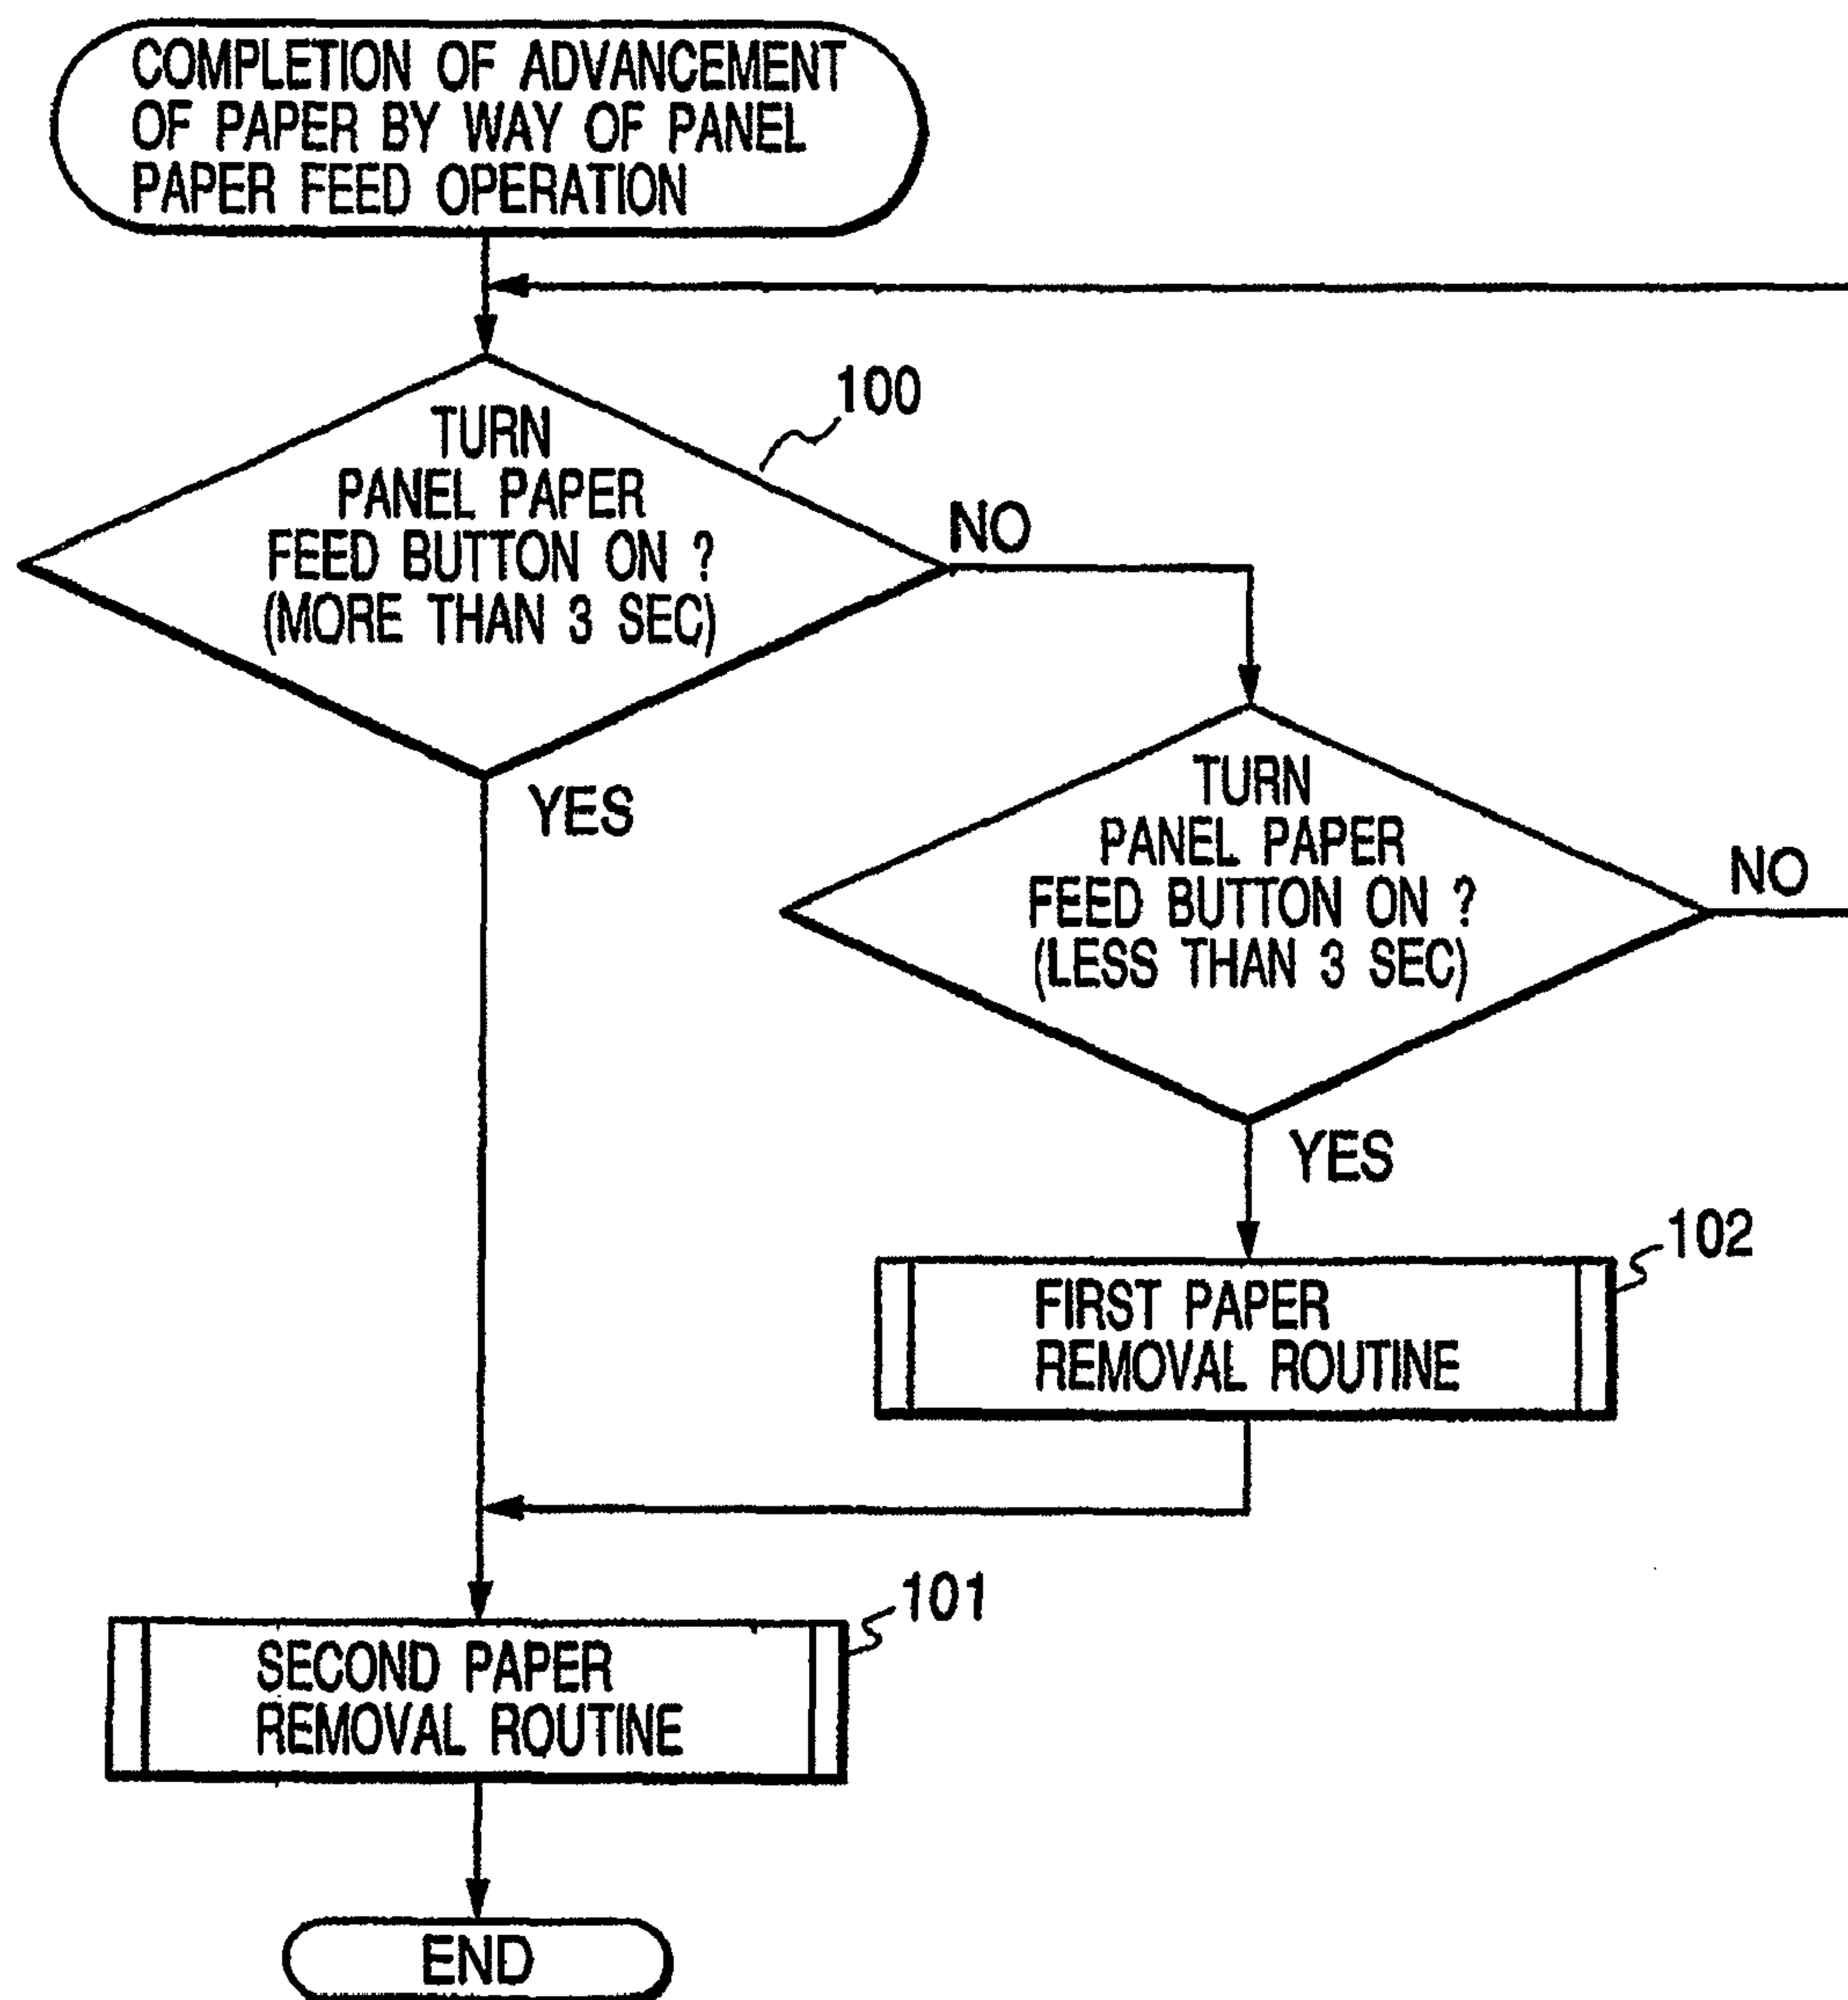 COMPLETION OF ADVANCEMENT
OF PAPER BY WAY OF PANEL
PAPER FEED OPERATION
100
TURN
PANEL PAPER
FEED BUTTON ON ?
(MORE THAN 3 SEC)
NO
YES
TURN
PANEL PAPER
FEED BUTTON ON ?
(LESS THAN 3 SEC)
NO
YES
102
FIRST PAPER
REMOVAL ROUTINE
101
SECOND PAPER
REMOVAL ROUTINE
END